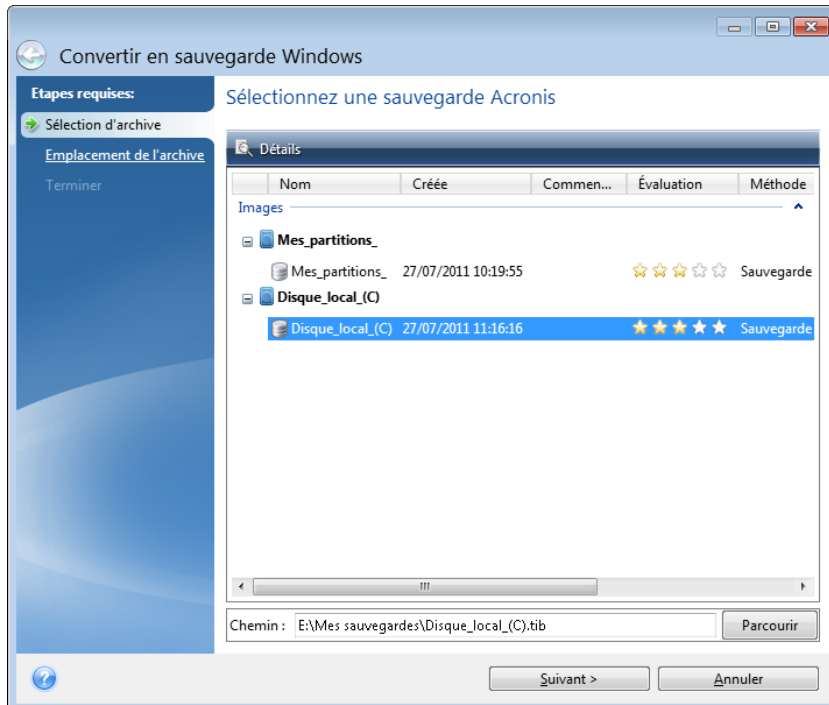 Convertir en sauvegarde Windows
Etapes requises:
Sélection d'archive
Emplacement de l'archive
Terminer
Sélectionnez une sauvegarde Acronis
Détails
Nom Créée Commen... Évaluation Méthode
Images
Mes_partitions_
Mes_partitions_ 27/07/2011 10:19:55 Sauvegarde
Disque_local_(C)
Disque_local_(C) 27/07/2011 11:16:16 Sauvegarde
Chemin : E:\Mes sauvegardes\Disque_local_(C).tib Parcourir
Suivant > Annuler